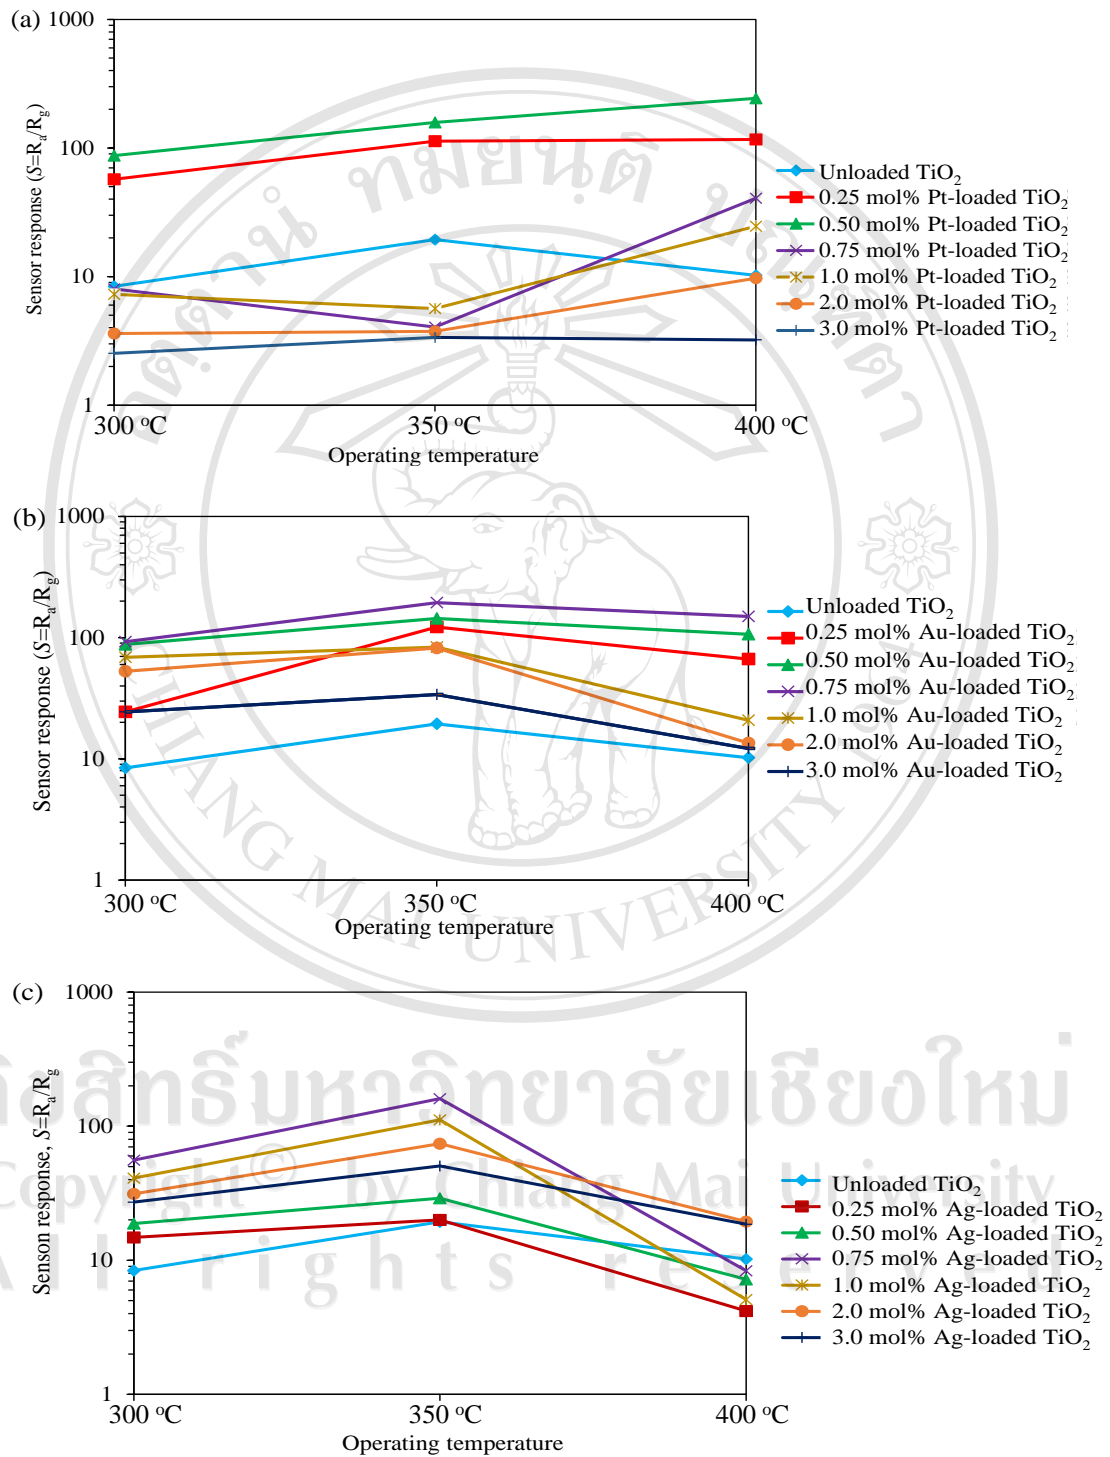 (a)
1000
100
10
1
Sensor response (S=Rₐ/R_g)
300 °C 350 °C 400 °C
Operating temperature
Unloaded TiO₂
0.25 mol% Pt-loaded TiO₂
0.50 mol% Pt-loaded TiO₂
0.75 mol% Pt-loaded TiO₂
1.0 mol% Pt-loaded TiO₂
2.0 mol% Pt-loaded TiO₂
3.0 mol% Pt-loaded TiO₂
(b)
1000
100
10
1
Sensor response (S=Rₐ/R_g)
300 °C 350 °C 400 °C
Operating temperature
Unloaded TiO₂
0.25 mol% Au-loaded TiO₂
0.50 mol% Au-loaded TiO₂
0.75 mol% Au-loaded TiO₂
1.0 mol% Au-loaded TiO₂
2.0 mol% Au-loaded TiO₂
3.0 mol% Au-loaded TiO₂
CHIANG MAI UNIVERSITY 1964
(c)
1000
100
10
1
Senson response, S=Rₐ/R_g
300 °C 350 °C 400 °C
Operating temperature
Unloaded TiO₂
0.25 mol% Ag-loaded TiO₂
0.50 mol% Ag-loaded TiO₂
0.75 mol% Ag-loaded TiO₂
1.0 mol% Ag-loaded TiO₂
2.0 mol% Ag-loaded TiO₂
3.0 mol% Ag-loaded TiO₂
สิทธิ์มหาวิทยาลัยเชียงใหม่
Copyright© by Chiang Mai University
All rights reserved